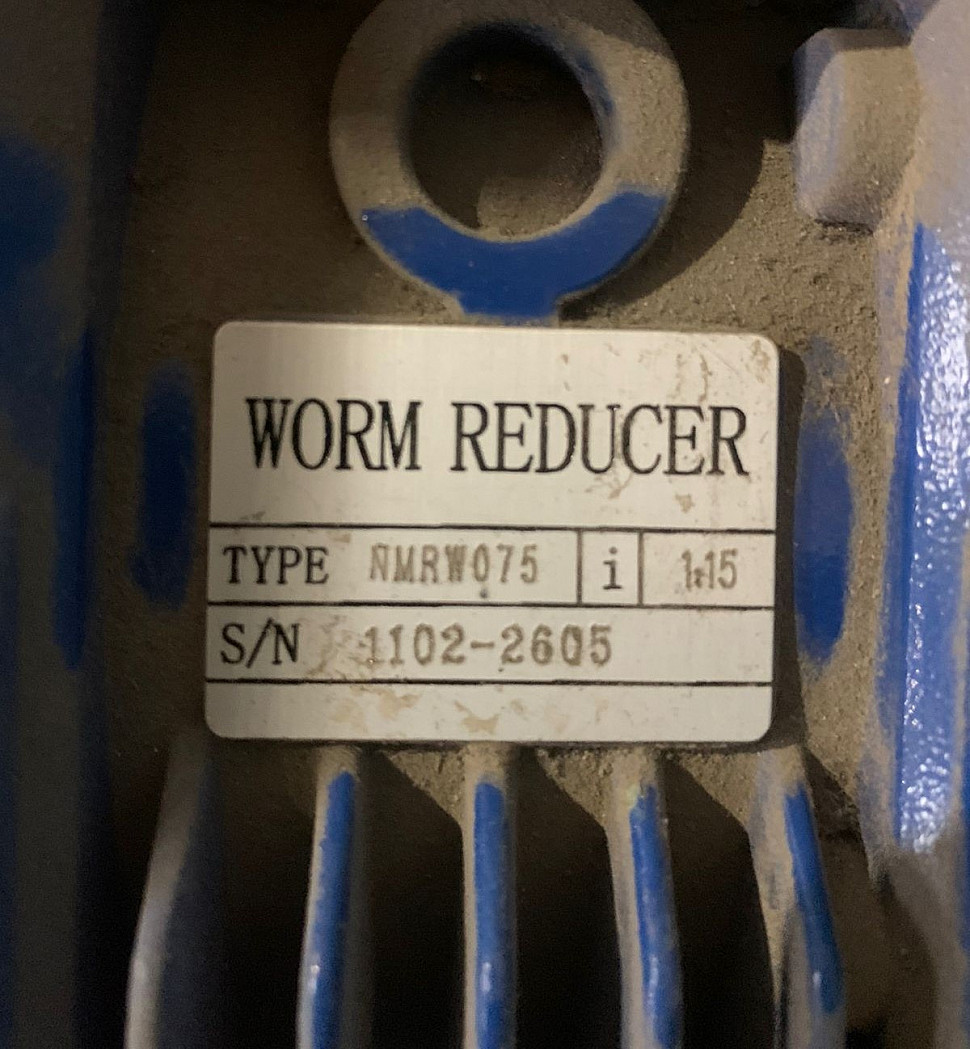 WORM REDUCER
TYPE NMRW075 i 1:15
S/N 1102-2605